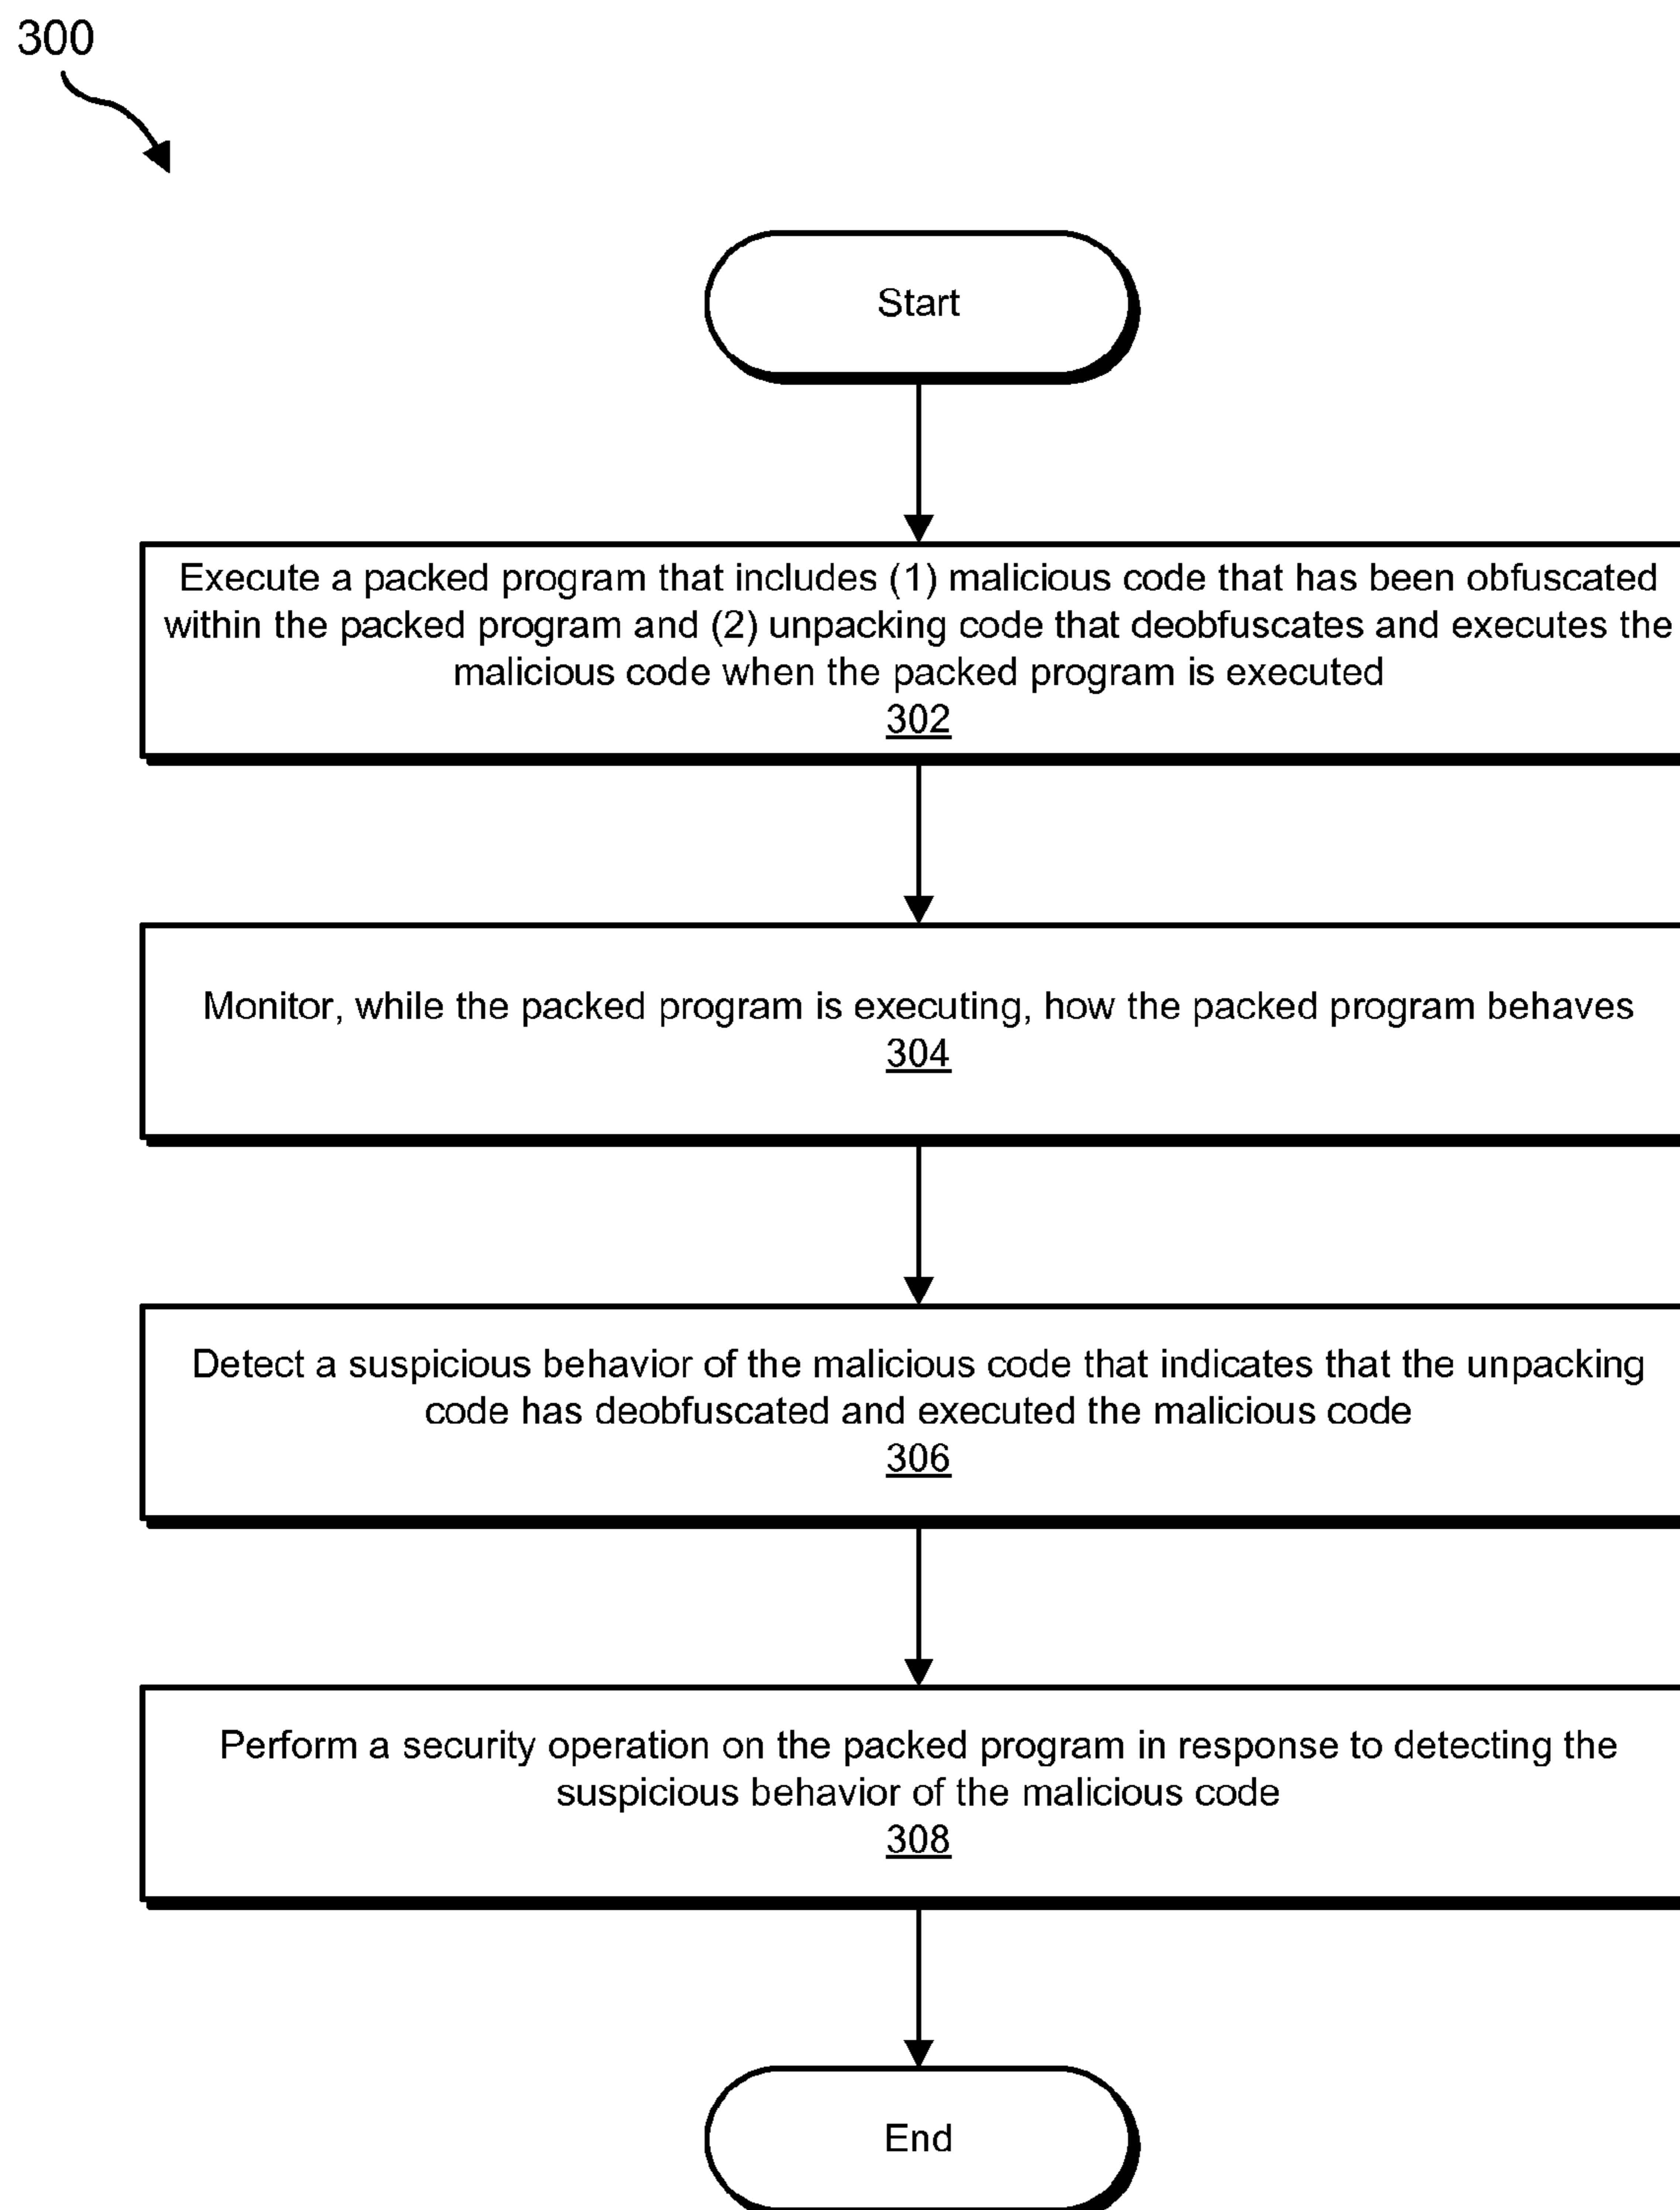 300
Start
Execute a packed program that includes (1) malicious code that has been obfuscated
within the packed program and (2) unpacking code that deobfuscates and executes the
malicious code when the packed program is executed
302
Monitor, while the packed program is executing, how the packed program behaves
304
Detect a suspicious behavior of the malicious code that indicates that the unpacking
code has deobfuscated and executed the malicious code
306
Perform a security operation on the packed program in response to detecting the
suspicious behavior of the malicious code
308
End